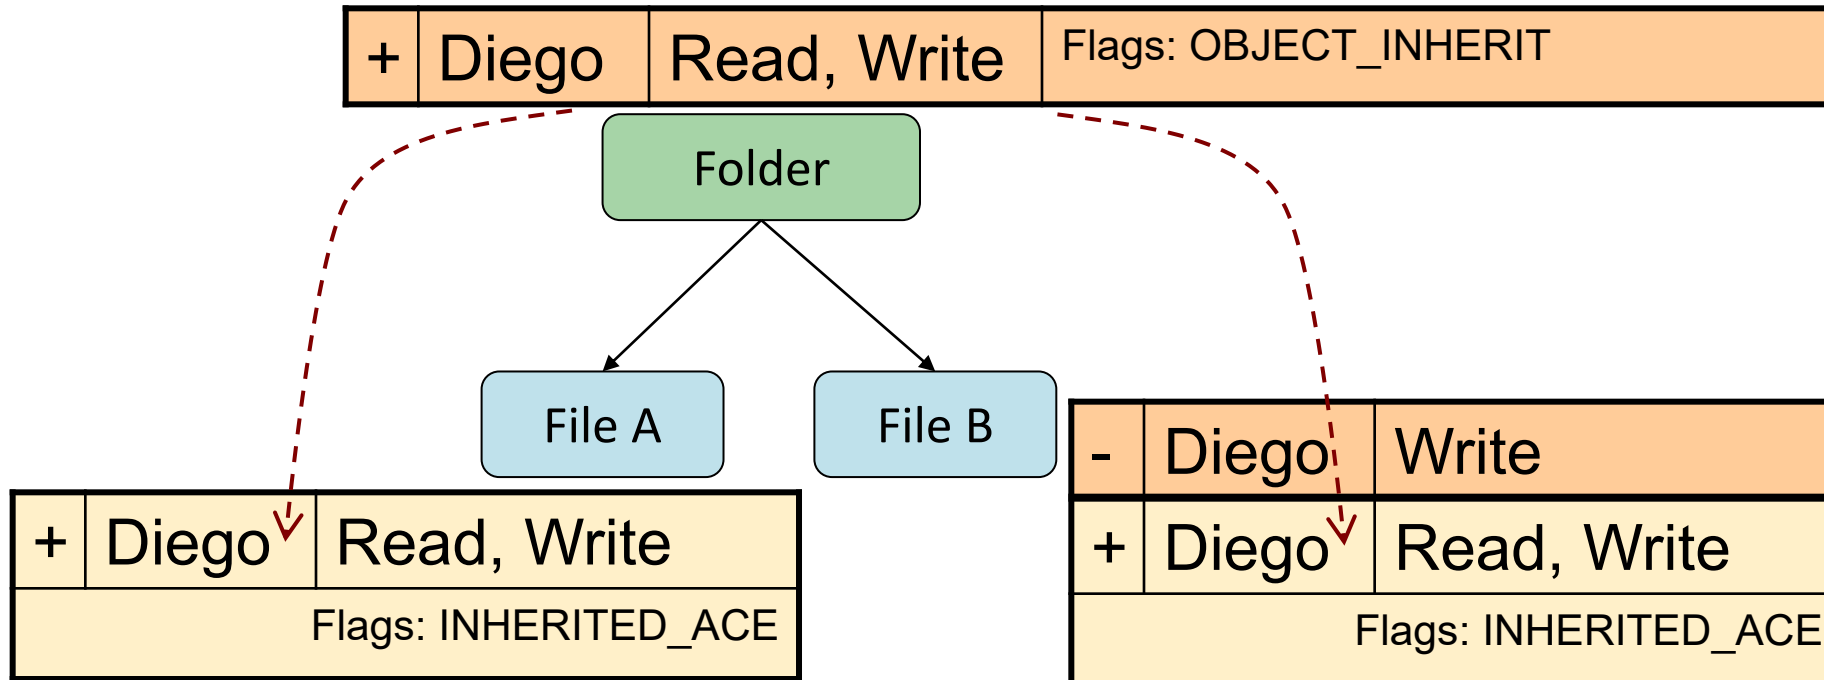 + Diego Read, Write Flags: OBJECT_INHERIT
Folder
File A File B
- Diego Write
+ Diego Read, Write
Flags: INHERITED_ACE
+ Diego Read, Write
Flags: INHERITED_ACE